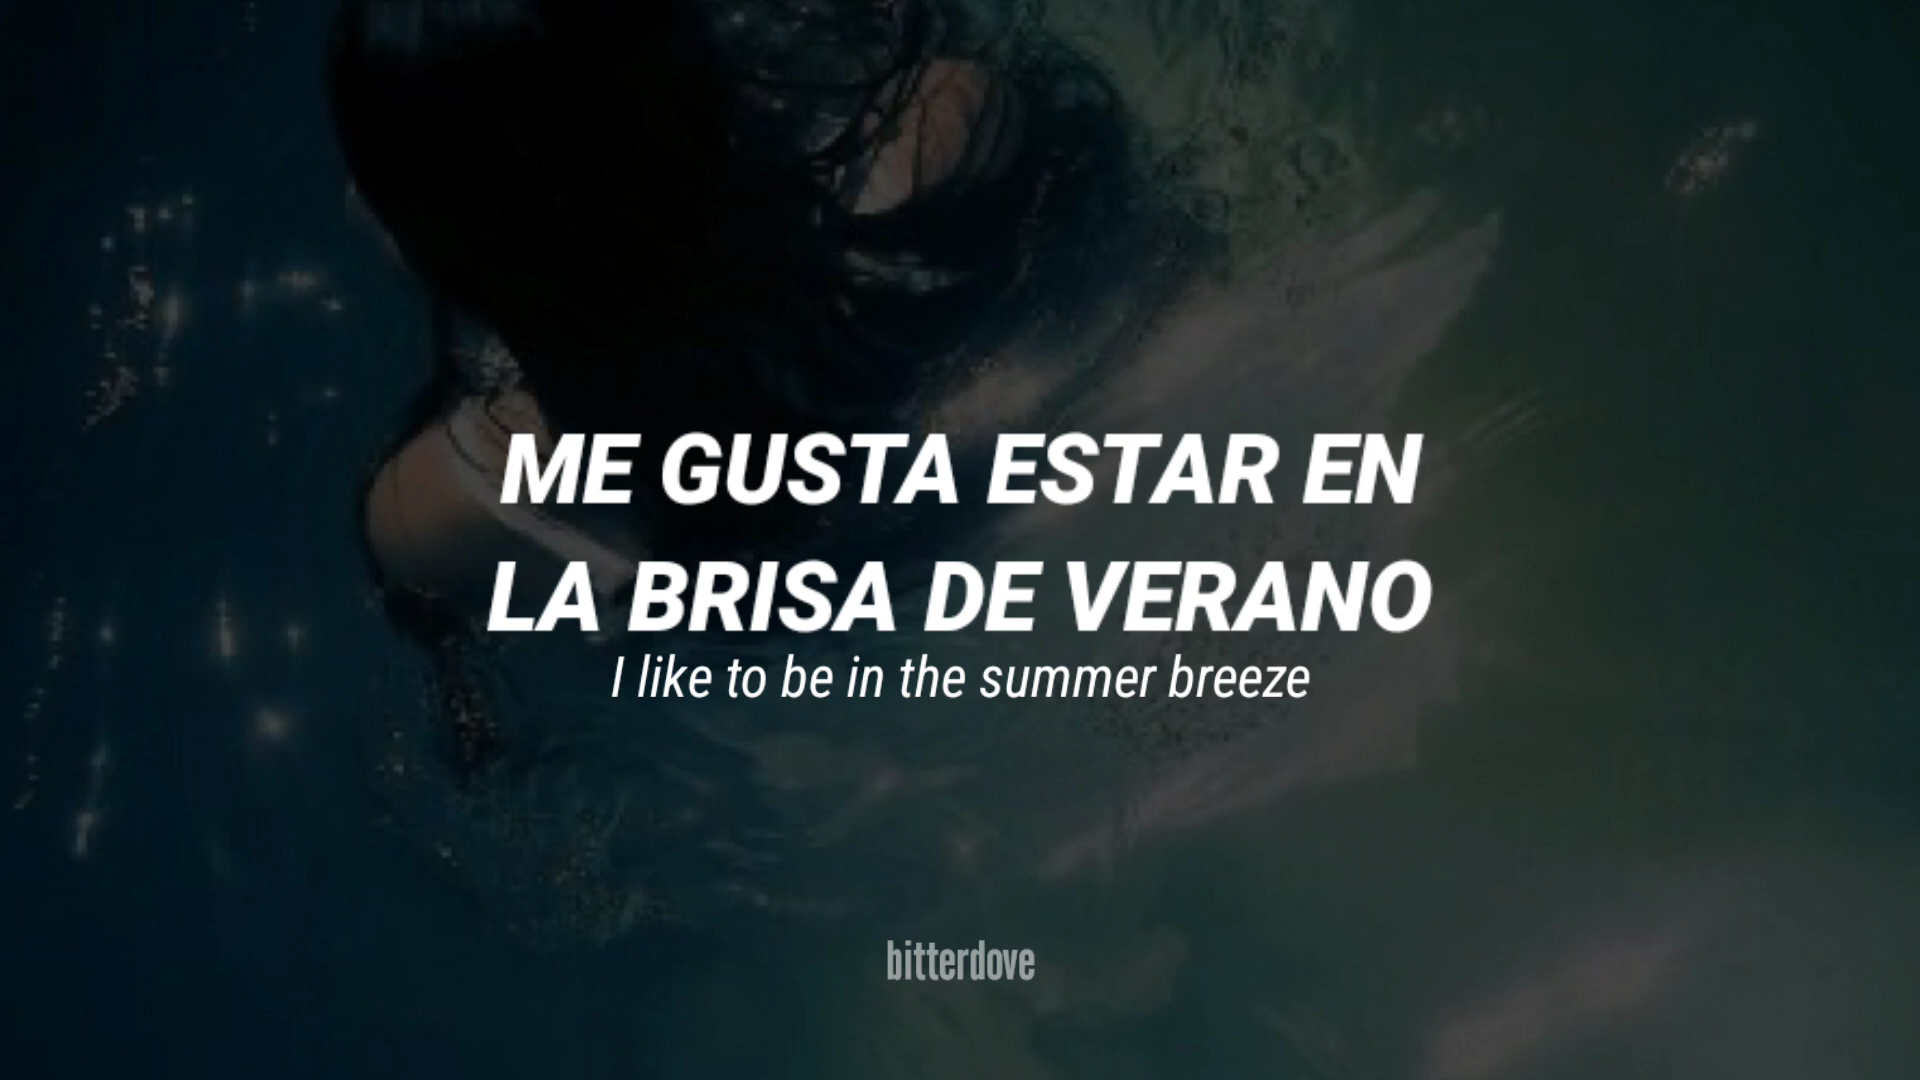 ME GUSTA ESTAR EN
LA BRISA DE VERANO
I like to be in the summer breeze
bitterdove